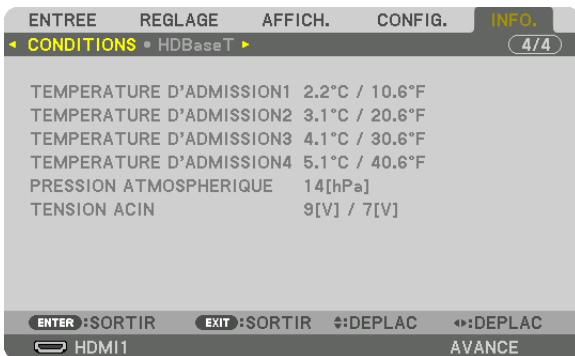 ENTREE REGLAGE AFFICH. CONFIG. INFO.
◂ CONDITIONS • HDBaseT ▸ 4/4
TEMPERATURE D'ADMISSION1 2.2°C / 10.6°F
TEMPERATURE D'ADMISSION2 3.1°C / 20.6°F
TEMPERATURE D'ADMISSION3 4.1°C / 30.6°F
TEMPERATURE D'ADMISSION4 5.1°C / 40.6°F
PRESSION ATMOSPHERIQUE 14[hPa]
TENSION ACIN 9[V] / 7[V]
ENTER :SORTIR EXIT :SORTIR ♦:DEPLAC ◂▸:DEPLAC
HDMI1 AVANCE